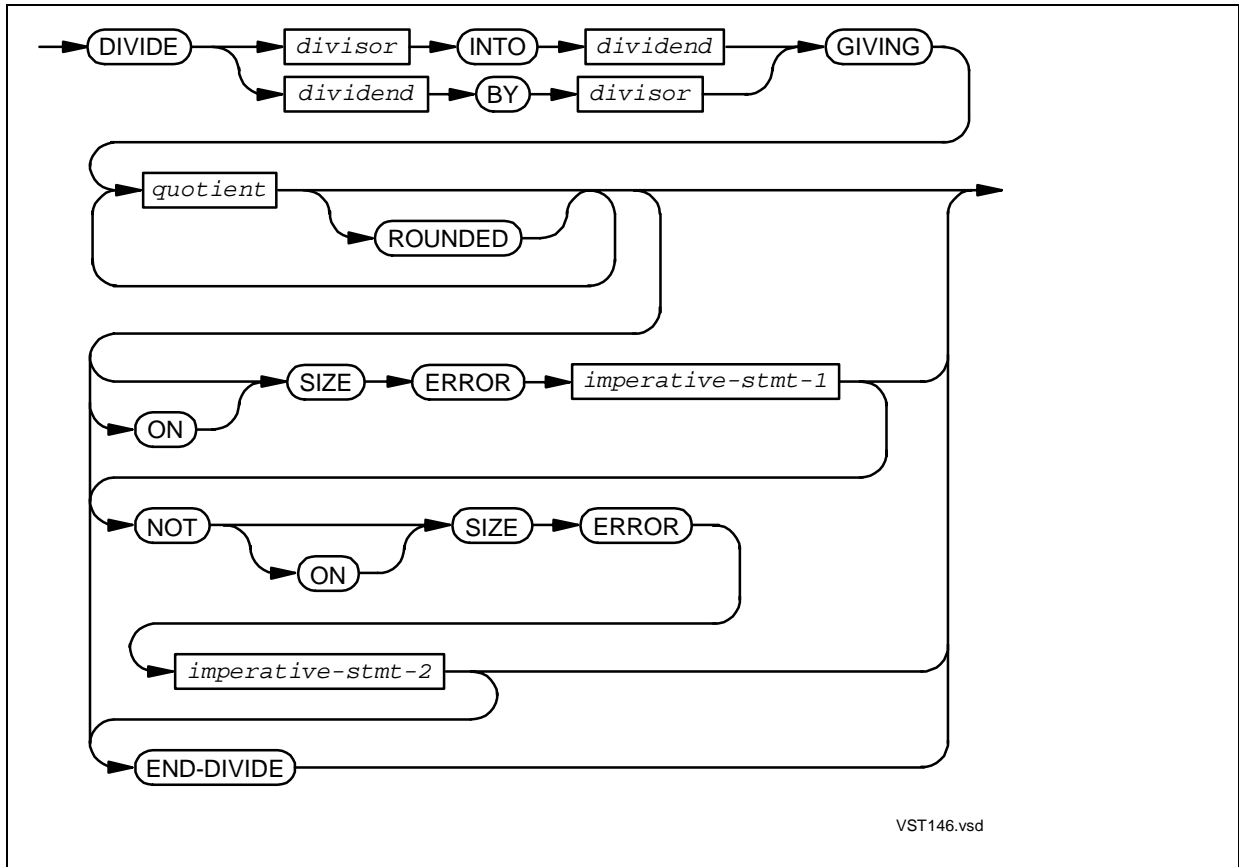 DIVIDE divisor INTO dividend GIVING
dividend BY divisor
quotient
ROUNDED
SIZE ERROR imperative-stmt-1
ON
NOT SIZE ERROR
ON
imperative-stmt-2
END-DIVIDE
VST146.vsd